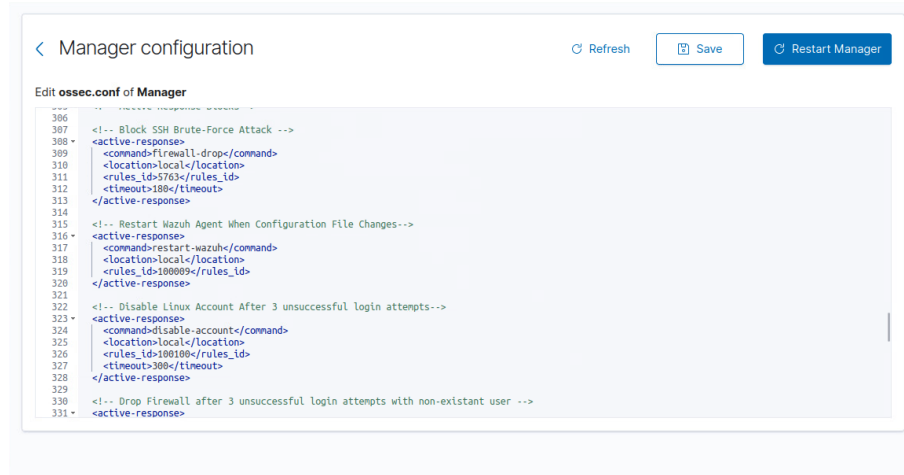 Manager configuration
Refresh
Save
Restart Manager
Edit ossec.conf of Manager
306
307 <!-- Block SSH Brute-Force Attack -->
308 <active-response>
309 <command>firewall-drop</command>
310 <location>local</location>
311 <rules_id>5763</rules_id>
312 <timeout>180</timeout>
313 </active-response>
314
315 <!-- Restart Wazuh Agent When Configuration File Changes-->
316 <active-response>
317 <command>restart-wazuh</command>
318 <location>local</location>
319 <rules_id>100009</rules_id>
320 </active-response>
321
322 <!-- Disable Linux Account After 3 unsuccessful login attempts-->
323 <active-response>
324 <command>disable-account</command>
325 <location>local</location>
326 <rules_id>100100</rules_id>
327 <timeout>300</timeout>
328 </active-response>
329
330 <!-- Drop Firewall after 3 unsuccessful login attempts with non-existant user -->
331 <active-response>